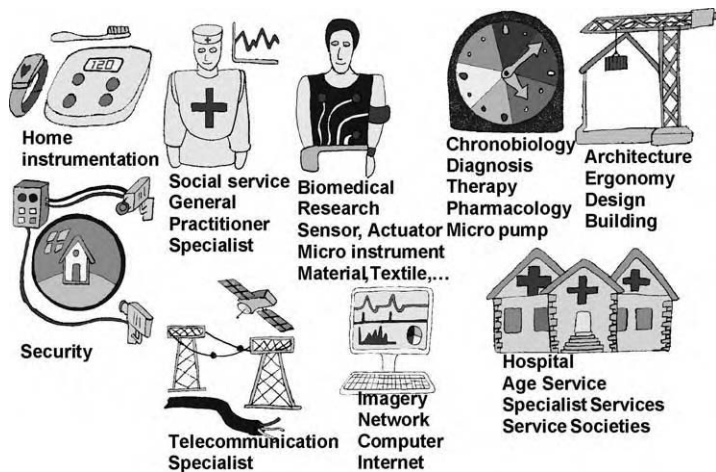 120
Home
instrumentation
Social service
General
Practitioner
Specialist
Biomedical
Research
Sensor, Actuator
Micro instrument
Material,Textile,...
Chronobiology
Diagnosis
Therapy
Pharmacology
Micro pump
Architecture
Ergonomy
Design
Building
Security
Telecommunication
Specialist
Imagery
Network
Computer
Internet
Hospital
Age Service
Specialist Services
Service Societies